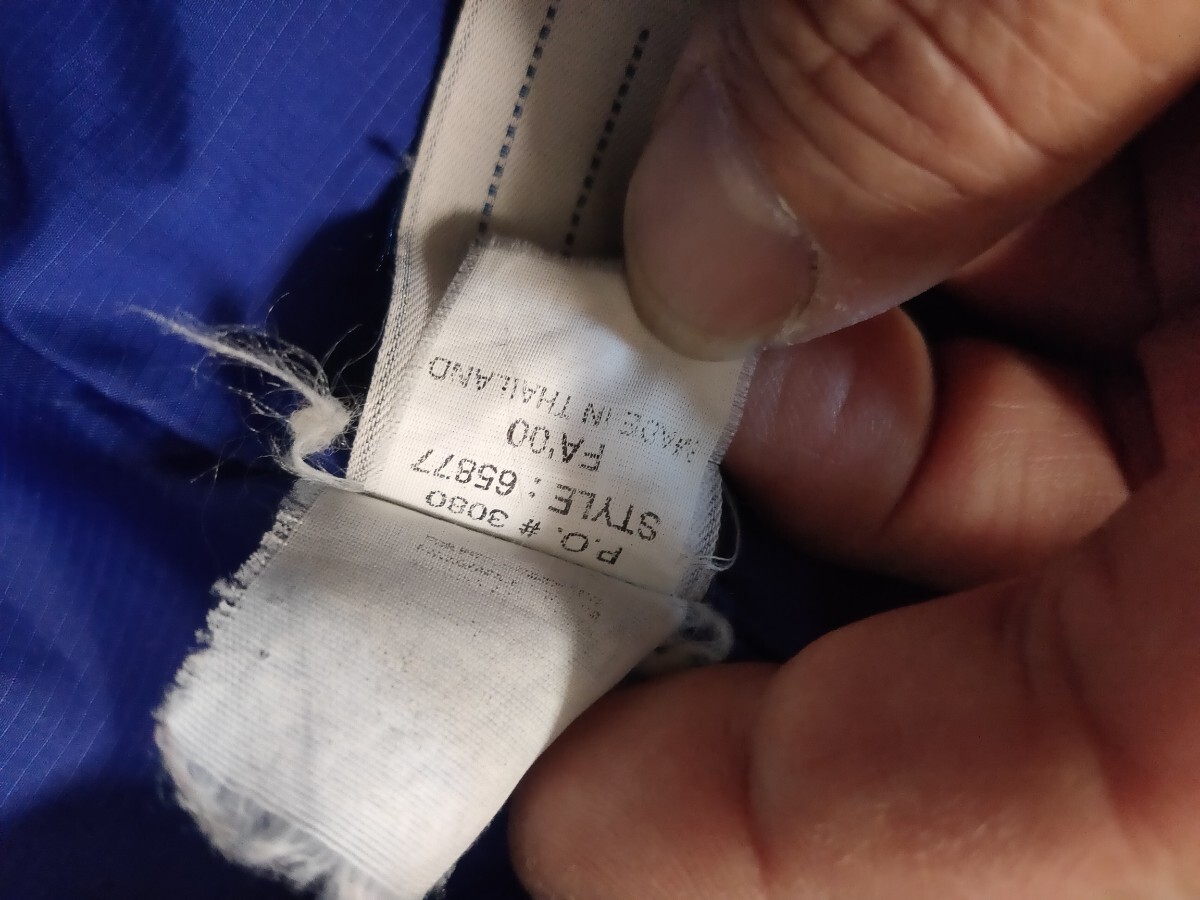 P.O. # 3080
STYLE : 65877
FA'00
MADE IN THAILAND